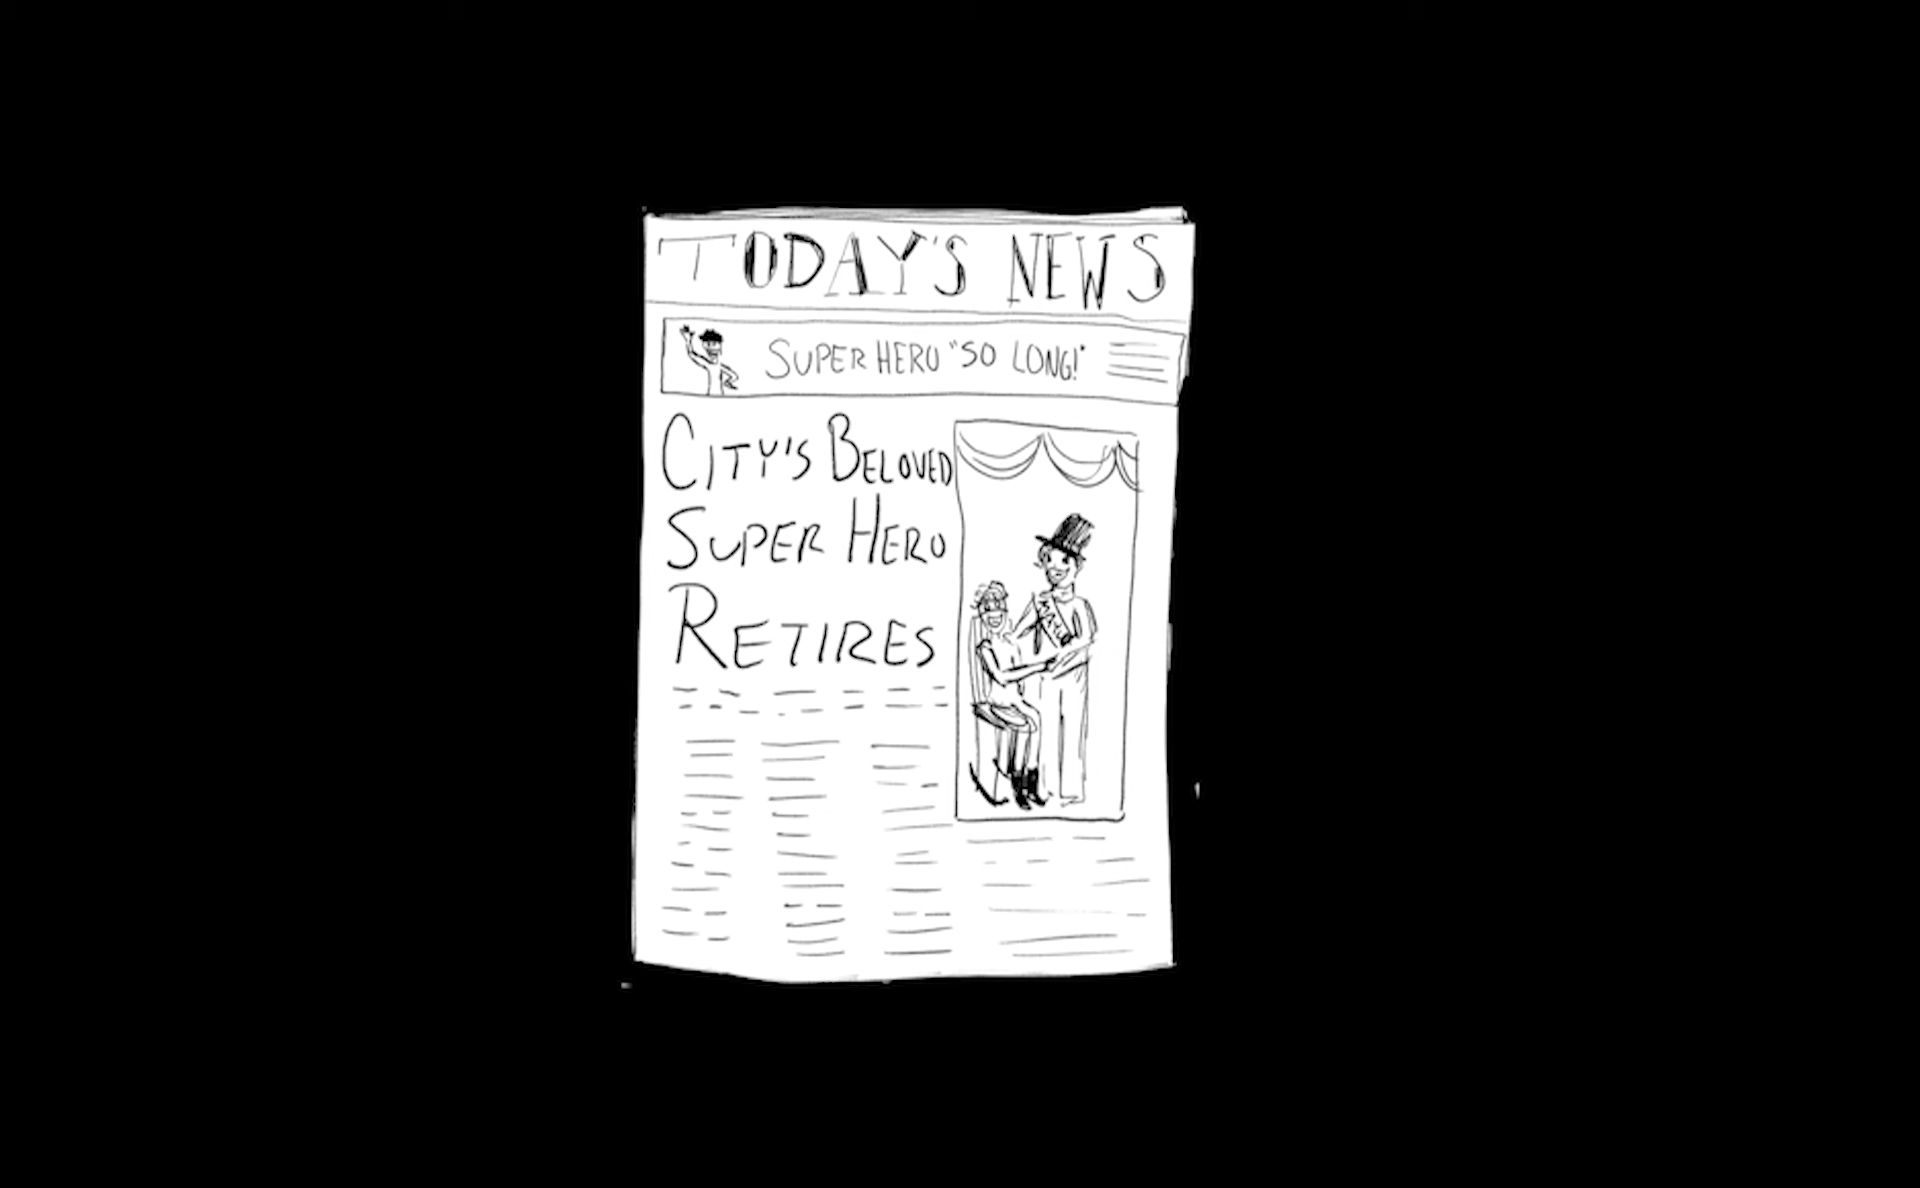 TODAY'S NEWS
SUPER HERO "SO LONG!"
CITY'S BELOVED
SUPER HERO
RETIRES